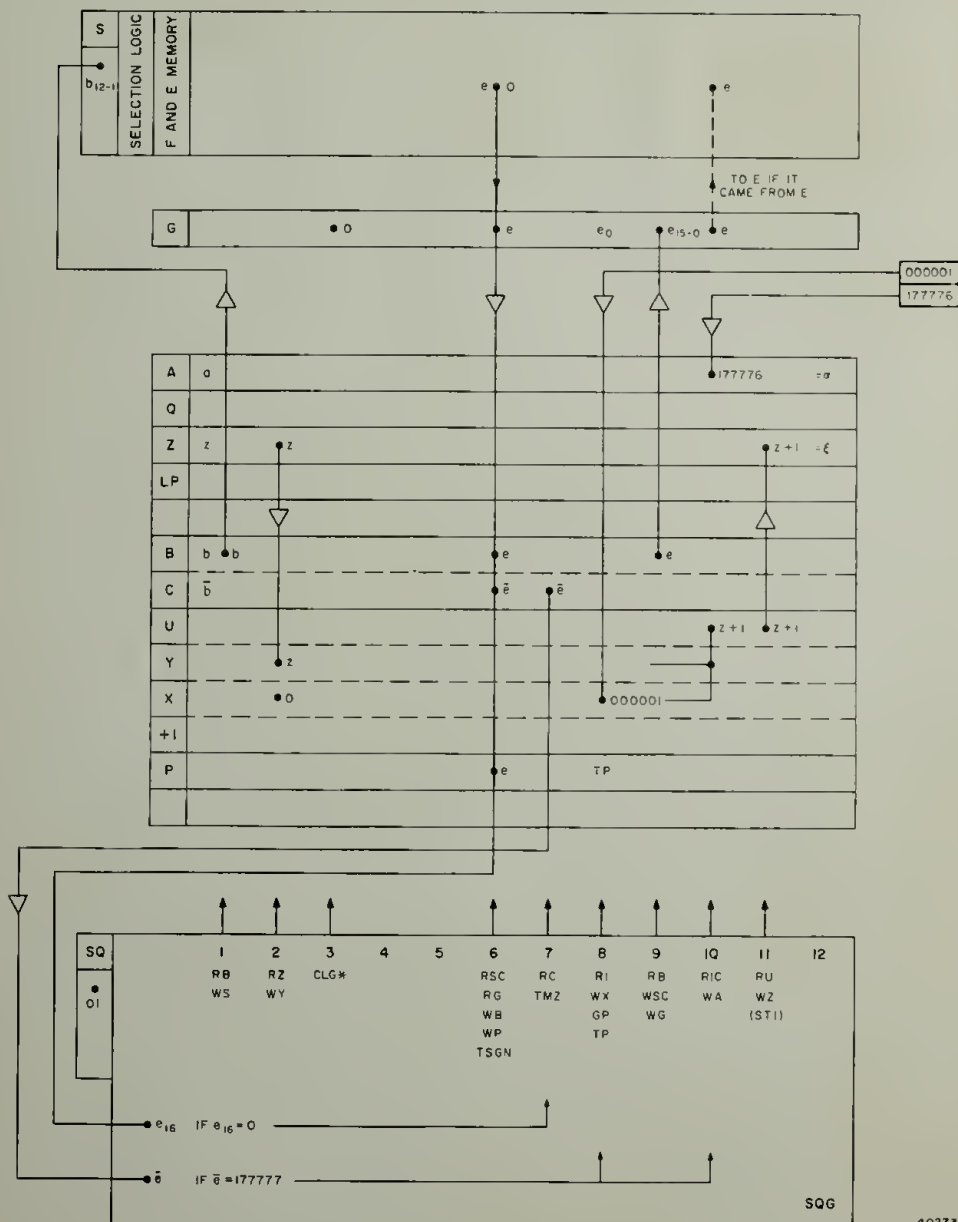 S
SELECTION LOGIC
F AND E MEMORY
b12-1
e 0
e
TO E IF IT
CAME FROM E
G
0
e
e0
e15-0
e
000001
177776
A a 177776 =α
Q
Z z z z+1 =ξ
LP
B b b e e
C b̄ ē ē
U z+1 z+1
Y z
X 0 000001
+1
P e TP
SQ 1 2 3 4 5 6 7 8 9 10 11 12
01
RB RZ CLG* RSC RC RI RB RIC RU
WS WY RG TMZ WX WSC WA WZ
WB GP WG (STI)
WP TP
TSGN
e16 IF e16=0
ē IF ē=177777
SQG